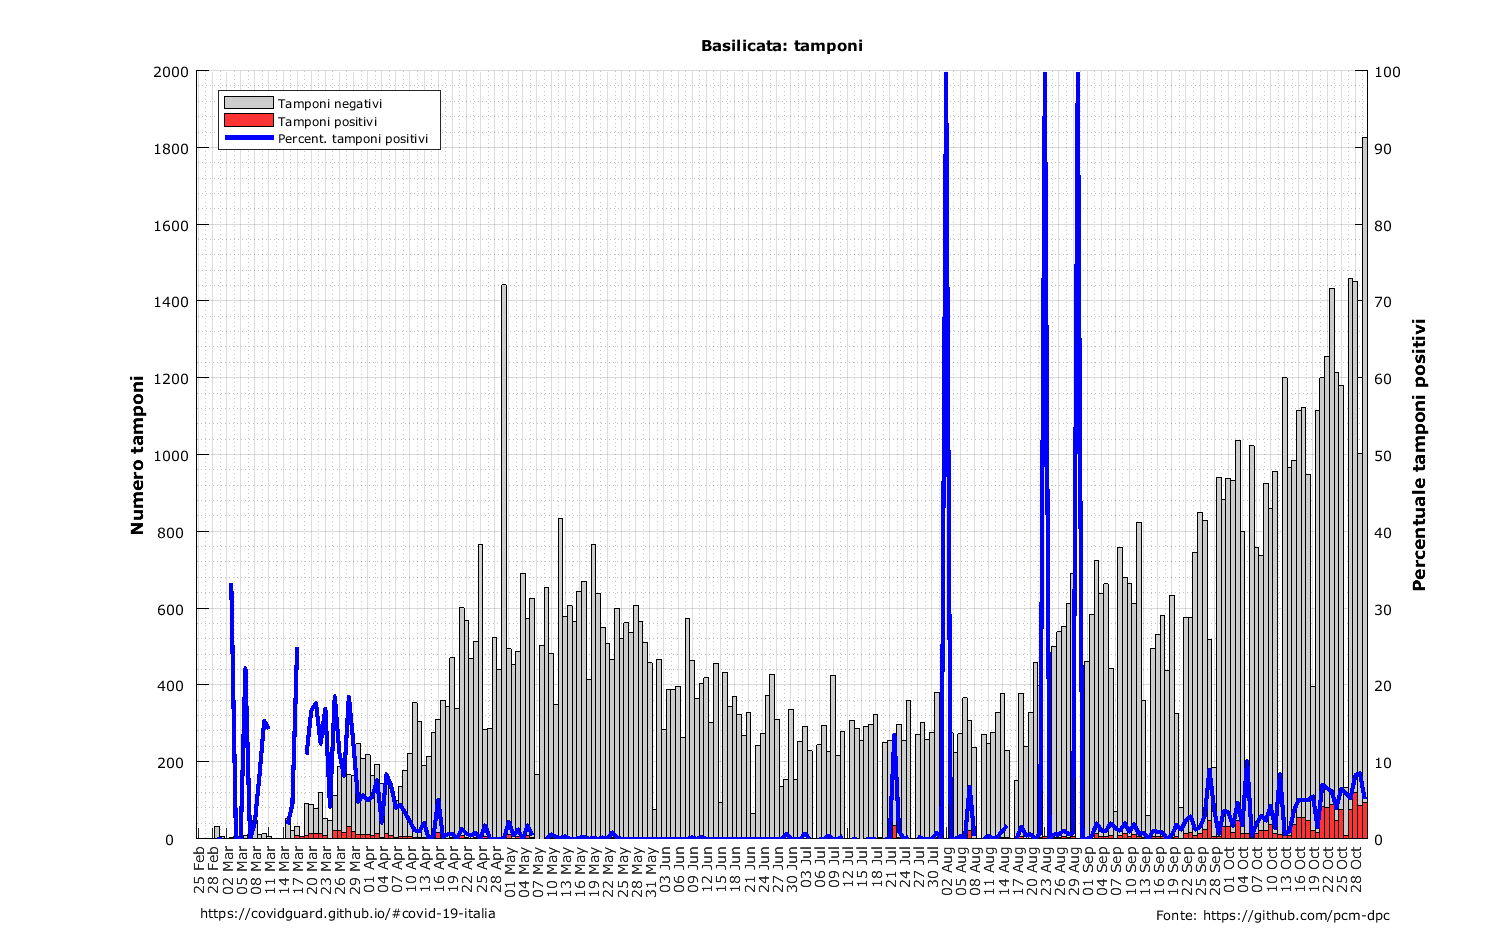 Basilicata: tamponi
Tamponi negativi
Tamponi positivi
Percent. tamponi positivi
Numero tamponi
2000
1800
1600
1400
1200
1000
800
600
400
200
0
100
90
80
70
60
50
40
30
20
10
0
Percentuale tamponi positivi
25 Feb
28 Feb
02 Mar
05 Mar
08 Mar
11 Mar
14 Mar
17 Mar
20 Mar
23 Mar
26 Mar
29 Mar
01 Apr
04 Apr
07 Apr
10 Apr
13 Apr
16 Apr
19 Apr
22 Apr
25 Apr
28 Apr
01 May
04 May
07 May
10 May
13 May
16 May
19 May
22 May
25 May
28 May
31 May
03 Jun
06 Jun
09 Jun
12 Jun
15 Jun
18 Jun
21 Jun
24 Jun
27 Jun
30 Jun
03 Jul
06 Jul
09 Jul
12 Jul
15 Jul
18 Jul
21 Jul
24 Jul
27 Jul
30 Jul
02 Aug
05 Aug
08 Aug
11 Aug
14 Aug
17 Aug
20 Aug
23 Aug
26 Aug
29 Aug
01 Sep
04 Sep
07 Sep
10 Sep
13 Sep
16 Sep
19 Sep
22 Sep
25 Sep
28 Sep
01 Oct
04 Oct
07 Oct
10 Oct
13 Oct
16 Oct
19 Oct
22 Oct
25 Oct
28 Oct
https://covidguard.github.io/#covid-19-italia
Fonte: https://github.com/pcm-dpc